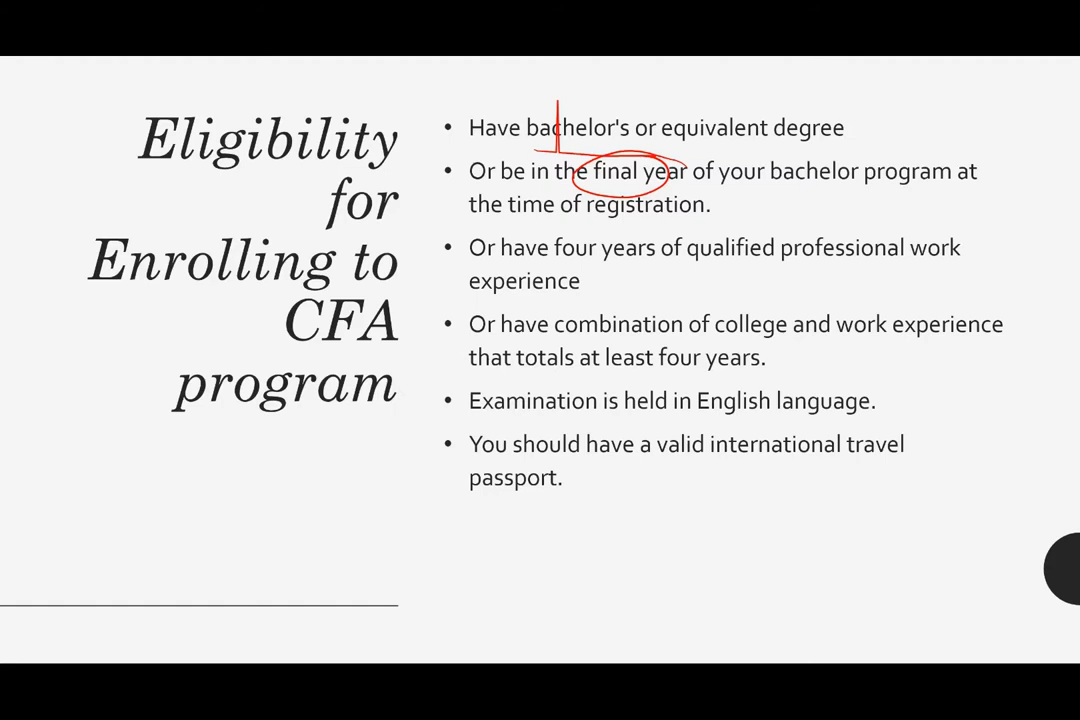 Eligibility
for
Enrolling to
CFA
program
• Have bachelor's or equivalent degree
• Or be in the final year of your bachelor program at
the time of registration.
• Or have four years of qualified professional work
experience
• Or have combination of college and work experience
that totals at least four years.
• Examination is held in English language.
• You should have a valid international travel
passport.